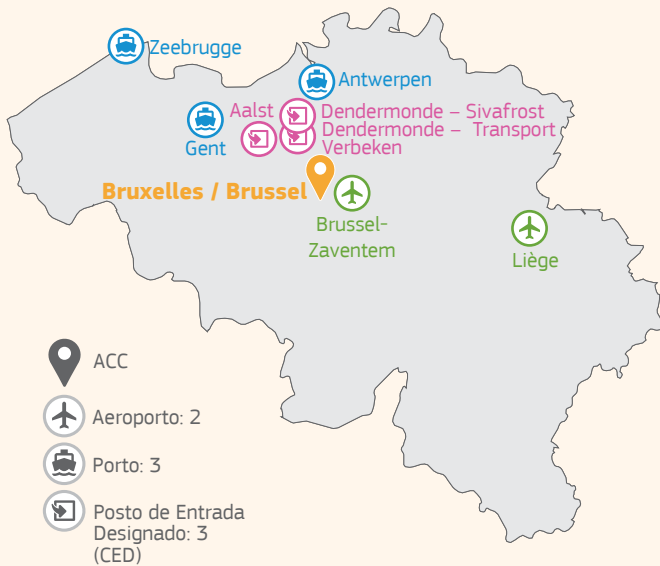 Zeebrugge
Antwerpen
Aalst
Dendermonde – Sivafrost
Dendermonde – Transport
Verbeken
Gent
Bruxelles / Brussel
Brussel-
Zaventem
Liège
ACC
Aeroporto: 2
Porto: 3
Posto de Entrada
Designado: 3
(CED)